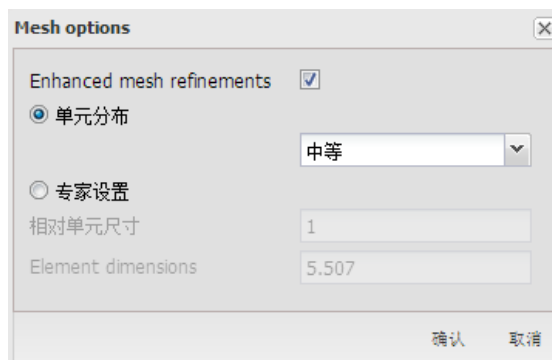 Mesh options
Enhanced mesh refinements
单元分布
中等
专家设置
相对单元尺寸 1
Element dimensions 5.507
确认 取消